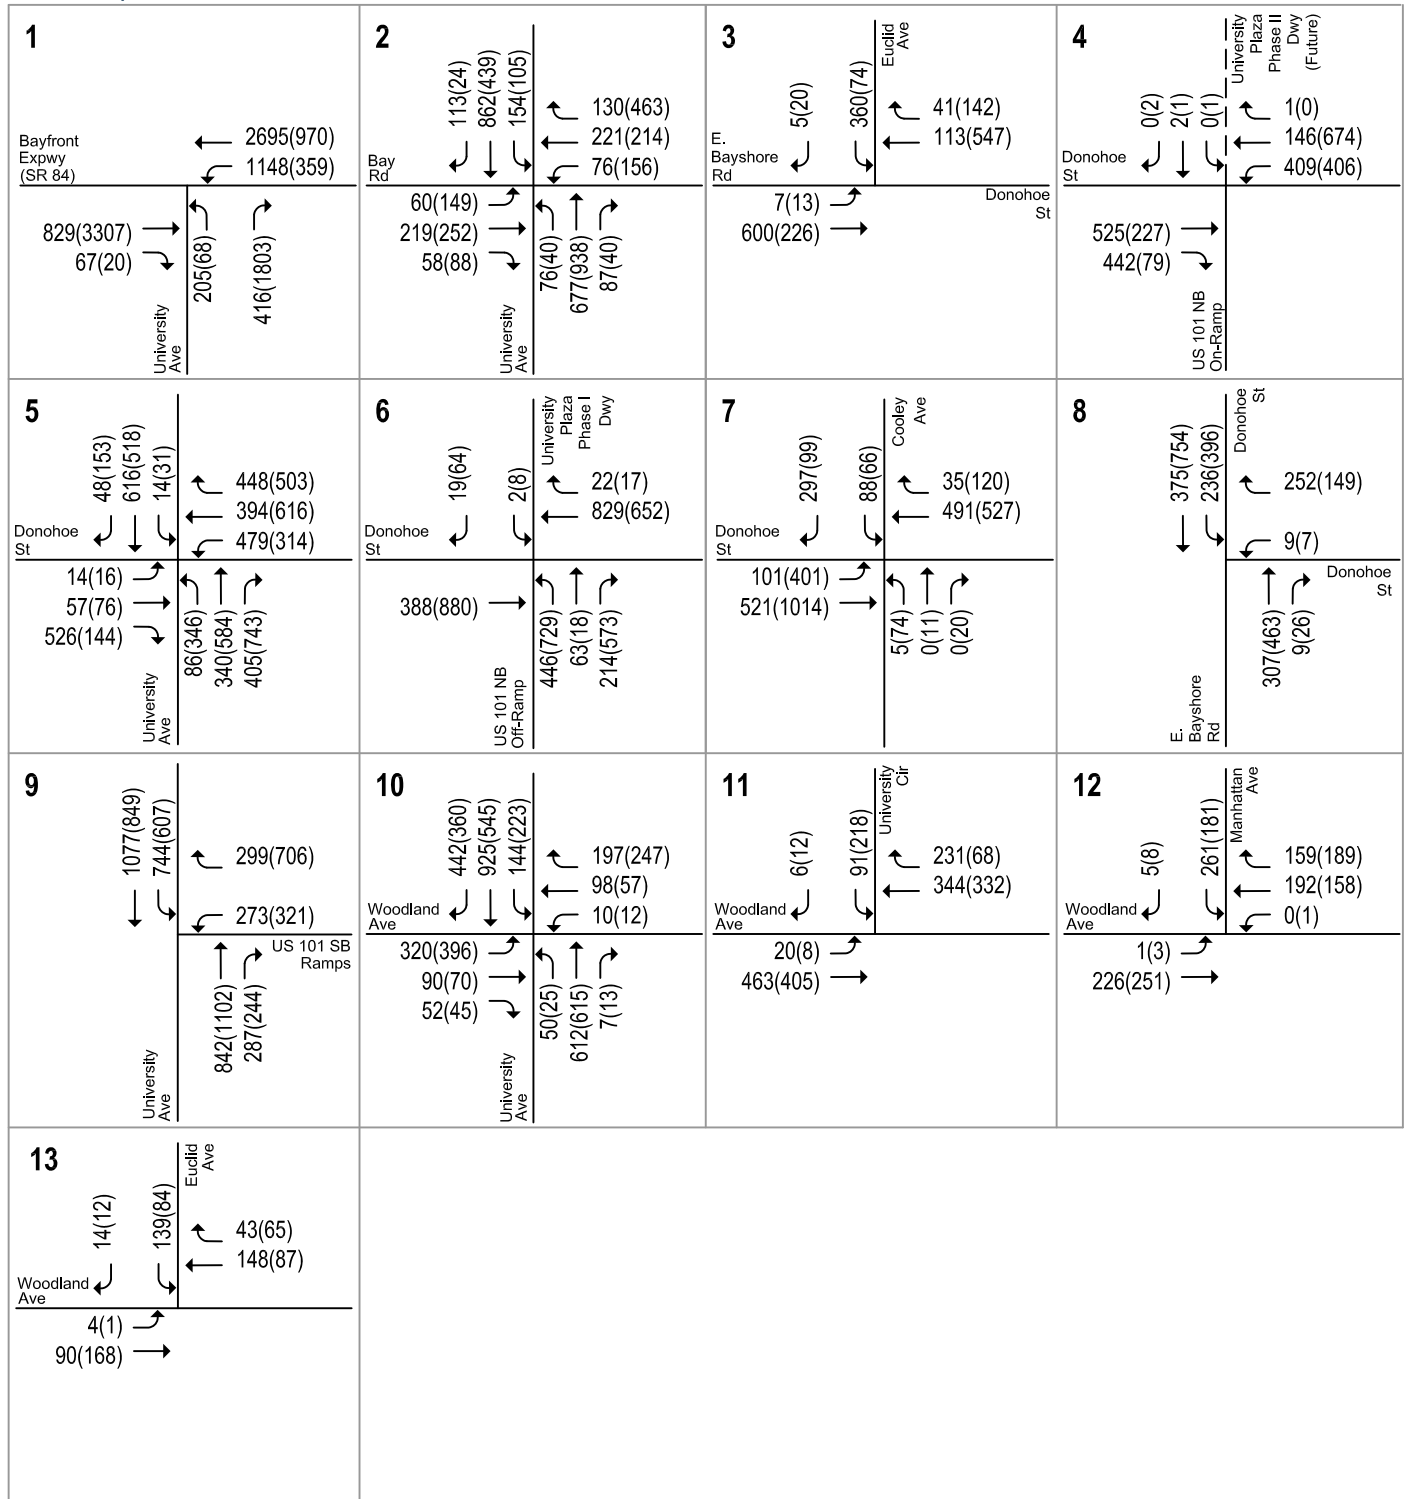 1
2695(970)
1148(359)
Bayfront
Expwy
(SR 84)
829(3307)
67(20)
205(68)
416(1803)
University
Ave
2
113(24)
862(439)
154(105)
130(463)
221(214)
76(156)
Bay
Rd
60(149)
219(252)
58(88)
76(40)
677(938)
87(40)
University
Ave
3
5(20)
360(74)
Euclid
Ave
41(142)
113(547)
E.
Bayshore
Rd
7(13)
600(226)
Donohoe
St
4
0(2)
2(1)
0(1)
University
Plaza
Phase II
Dwy
(Future)
1(0)
146(674)
409(406)
Donohoe
St
525(227)
442(79)
US 101 NB
On-Ramp
5
48(153)
616(518)
14(31)
448(503)
394(616)
479(314)
Donohoe
St
14(16)
57(76)
526(144)
86(346)
340(584)
405(743)
University
Ave
6
19(64)
2(8)
University
Plaza
Phase I
Dwy
22(17)
829(652)
Donohoe
St
388(880)
446(729)
63(18)
214(573)
US 101 NB
Off-Ramp
7
297(99)
88(66)
Cooley
Ave
35(120)
491(527)
Donohoe
St
101(401)
521(1014)
5(74)
0(11)
0(20)
8
375(754)
236(396)
Donohoe
St
252(149)
9(7)
Donohoe
St
307(463)
9(26)
E.
Bayshore
Rd
9
1077(849)
744(607)
299(706)
273(321)
US 101 SB
Ramps
842(1102)
287(244)
University
Ave
10
442(360)
925(545)
144(223)
197(247)
98(57)
10(12)
Woodland
Ave
320(396)
90(70)
52(45)
50(25)
612(615)
7(13)
University
Ave
11
6(12)
91(218)
University
Cir
231(68)
344(332)
Woodland
Ave
20(8)
463(405)
12
5(8)
261(181)
Manhattan
Ave
159(189)
192(158)
0(1)
Woodland
Ave
1(3)
226(251)
13
14(12)
139(84)
Euclid
Ave
43(65)
148(87)
Woodland
Ave
4(1)
90(168)